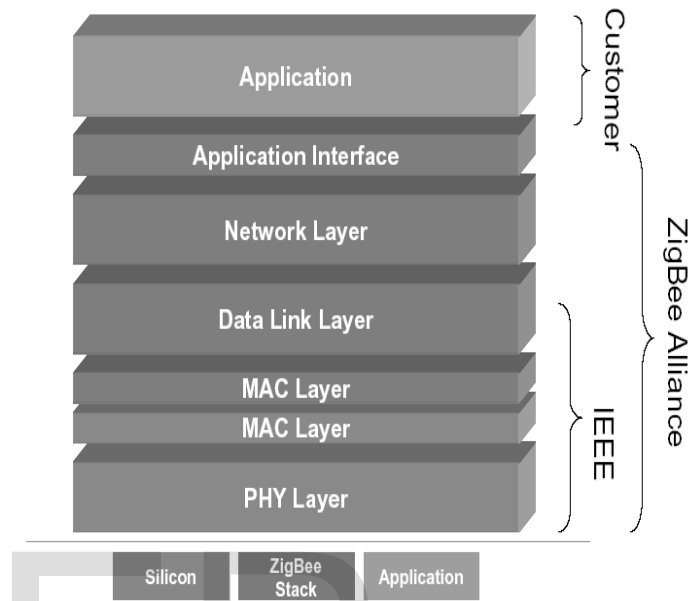 Application
Application Interface
Network Layer
Data Link Layer
MAC Layer
MAC Layer
PHY Layer
Customer
IEEE
ZigBee Alliance
Silicon
ZigBee
Stack
Application